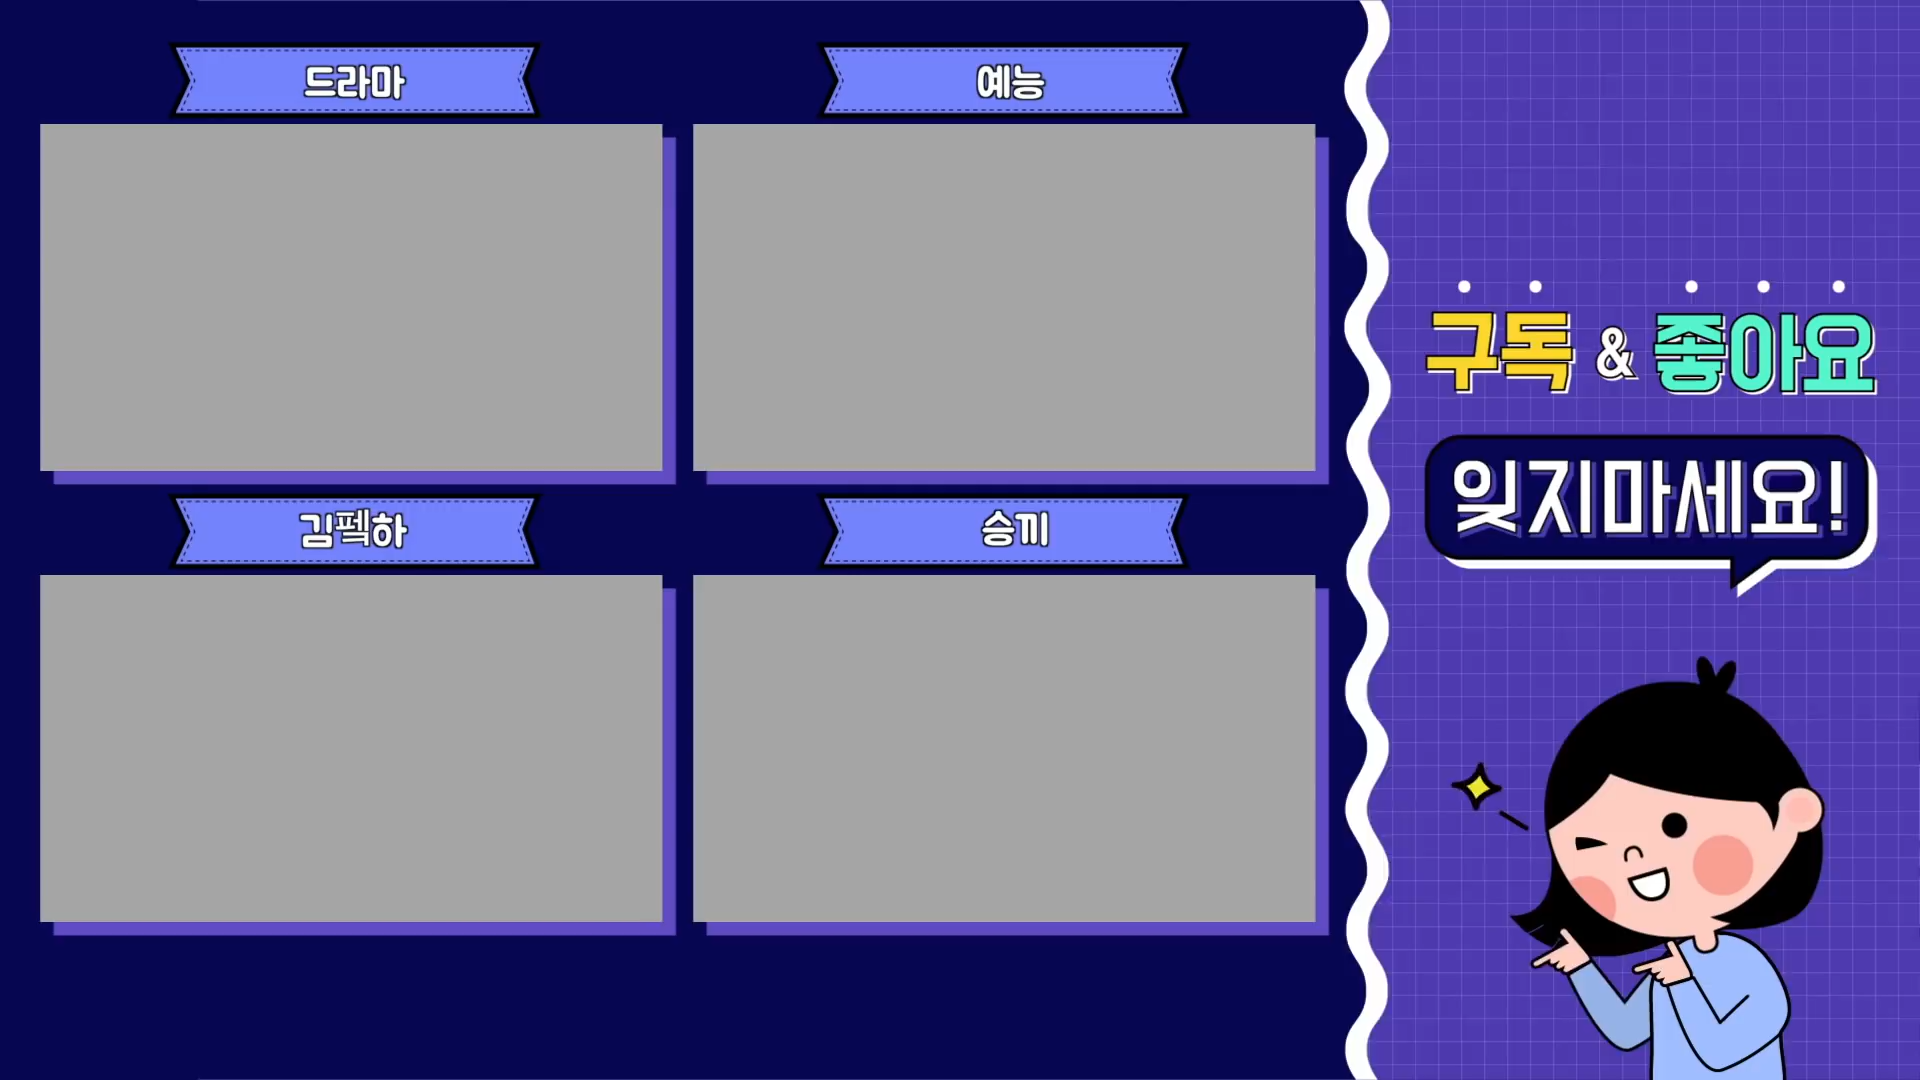 드라마
예능
김펰하
승끼
구독 & 좋아요
잊지마세요!